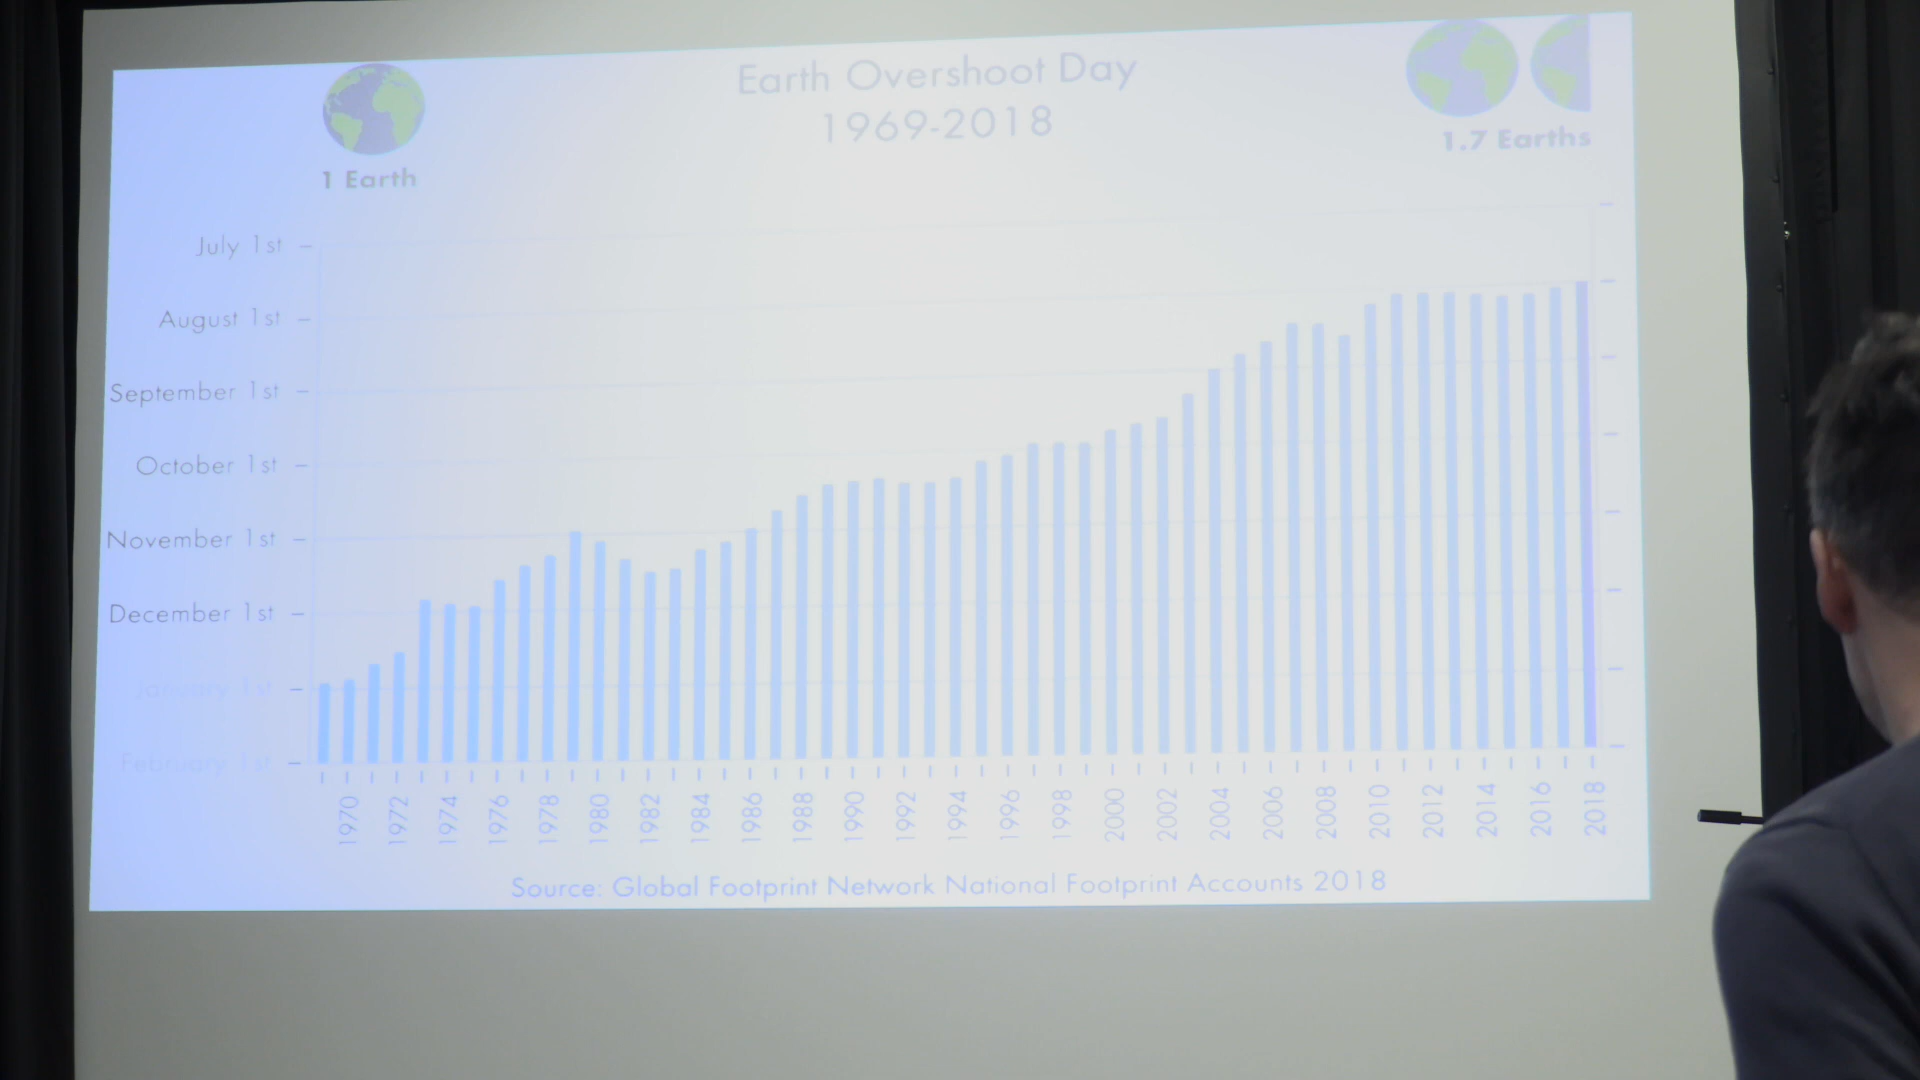 Earth Overshoot Day
1969-2018
1 Earth
1.7 Earths
July 1st
August 1st
September 1st
October 1st
November 1st
December 1st
January 1st
February 1st
1970 1972 1974 1976 1978 1980 1982 1984 1986 1988 1990 1992 1994 1996 1998 2000 2002 2004 2006 2008 2010 2012 2014 2016 2018
Source: Global Footprint Network National Footprint Accounts 2018